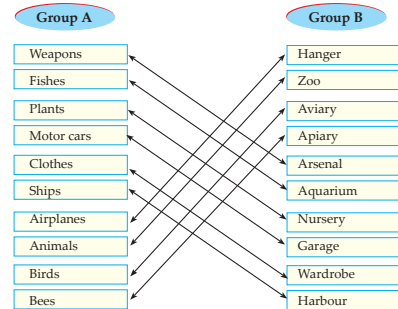 Group A
Group B
Weapons
Hanger
Fishes
Zoo
Plants
Aviary
Motor cars
Apiary
Clothes
Arsenal
Ships
Aquarium
Airplanes
Nursery
Animals
Garage
Birds
Wardrobe
Bees
Harbour